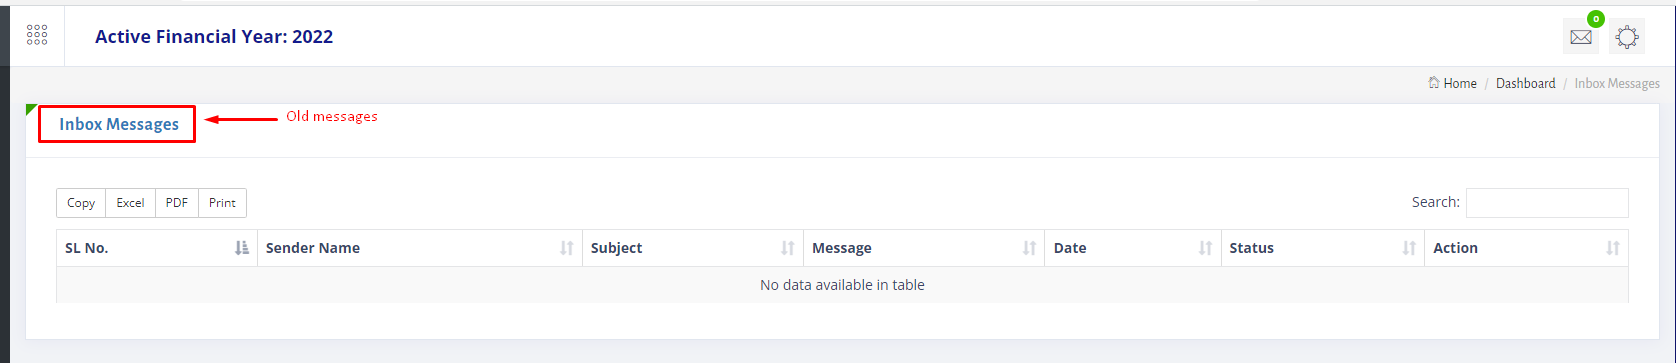 Active Financial Year: 2022
0
Home / Dashboard / Inbox Messages
Inbox Messages
Old messages
Copy Excel PDF Print
Search:
SL No. Sender Name Subject Message Date Status Action
No data available in table